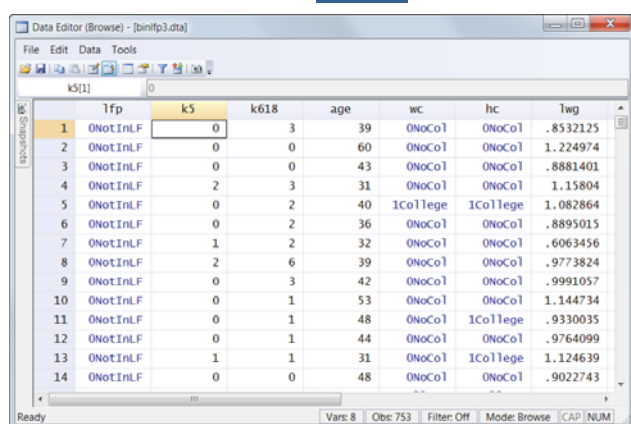 Data Editor (Browse) - [binlfp3.dta]
File Edit Data Tools
k5[1] 0
Snapshots
lfp k5 k618 age wc hc lwg
1 0NotInLF 0 3 39 0NoCol 0NoCol .8532125
2 0NotInLF 0 0 60 0NoCol 0NoCol 1.224974
3 0NotInLF 0 0 43 0NoCol 0NoCol .8881401
4 0NotInLF 2 3 31 0NoCol 0NoCol 1.15804
5 0NotInLF 0 2 40 1College 1College 1.082864
6 0NotInLF 0 2 36 0NoCol 0NoCol .8895015
7 0NotInLF 1 2 32 0NoCol 0NoCol .6063456
8 0NotInLF 2 6 39 0NoCol 0NoCol .9773824
9 0NotInLF 0 3 42 0NoCol 0NoCol .9991057
10 0NotInLF 0 1 53 0NoCol 0NoCol 1.144734
11 0NotInLF 0 1 48 0NoCol 1College .9330035
12 0NotInLF 0 1 44 0NoCol 0NoCol .9764099
13 0NotInLF 1 1 31 0NoCol 1College 1.124639
14 0NotInLF 0 0 48 0NoCol 0NoCol .9022743
Ready Vars: 8 Obs: 753 Filter: Off Mode: Browse CAP NUM